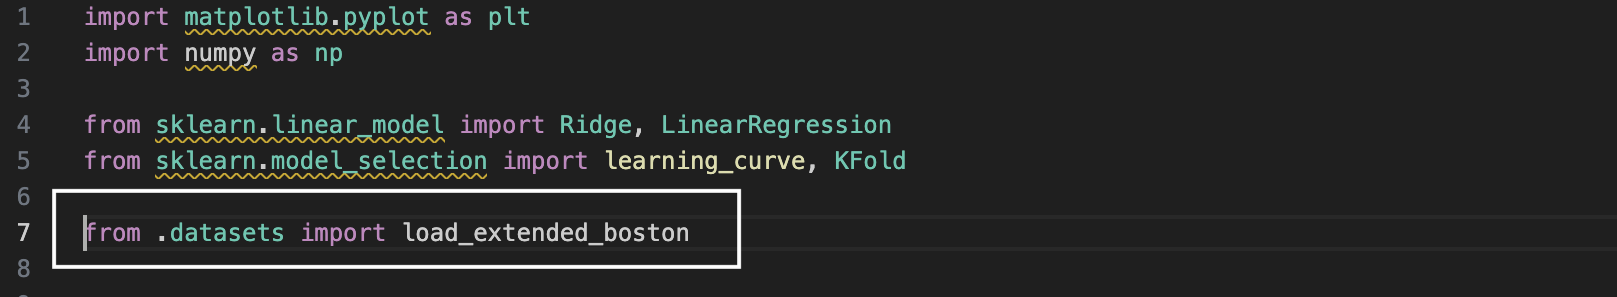 1 import matplotlib.pyplot as plt
2 import numpy as np
3
4 from sklearn.linear_model import Ridge, LinearRegression
5 from sklearn.model_selection import learning_curve, KFold
6
7 from .datasets import load_extended_boston
8